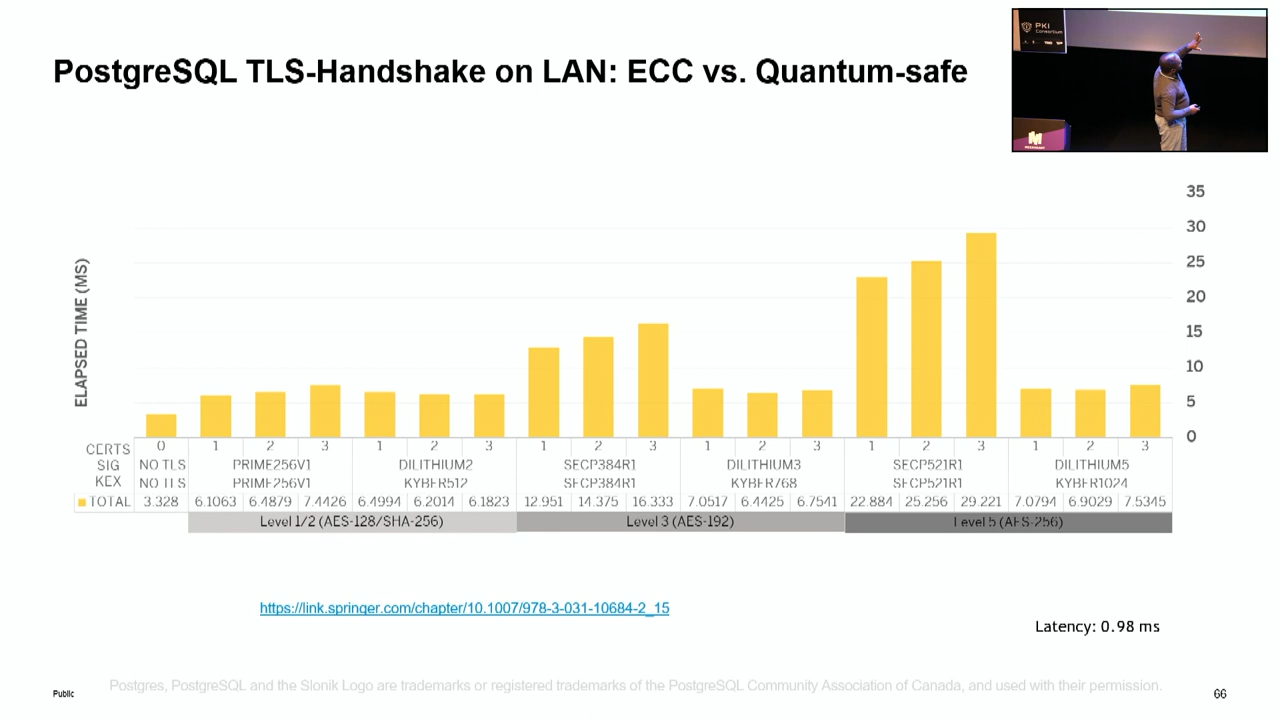 PostgreSQL TLS-Handshake on LAN: ECC vs. Quantum-safe
PKI
Consortium
ELAPSED TIME (MS)
35
30
25
20
15
10
5
0
CERTS 0 1 2 3 1 2 3 1 2 3 1 2 3 1 2 3 1 2 3
SIG NO TLS PRIME256V1 DILITHIUM2 SECP384R1 DILITHIUM3 SECP521R1 DILITHIUM5
KEX NO TLS PRIME256V1 KYBER512 SECP384R1 KYBER768 SECP521R1 KYBER1024
TOTAL 3.328 6.1063 6.4879 7.4426 6.4994 6.2014 6.1823 12.951 14.375 16.333 7.0517 6.4425 6.7541 22.884 25.256 29.221 7.0794 6.9029 7.5345
Level 1/2 (AES-128/SHA-256) Level 3 (AES-192) Level 5 (AES-256)
https://link.springer.com/chapter/10.1007/978-3-031-10684-2_15
Latency: 0.98 ms
Postgres, PostgreSQL and the Slonik Logo are trademarks or registered trademarks of the PostgreSQL Community Association of Canada, and used with their permission.
Public
66